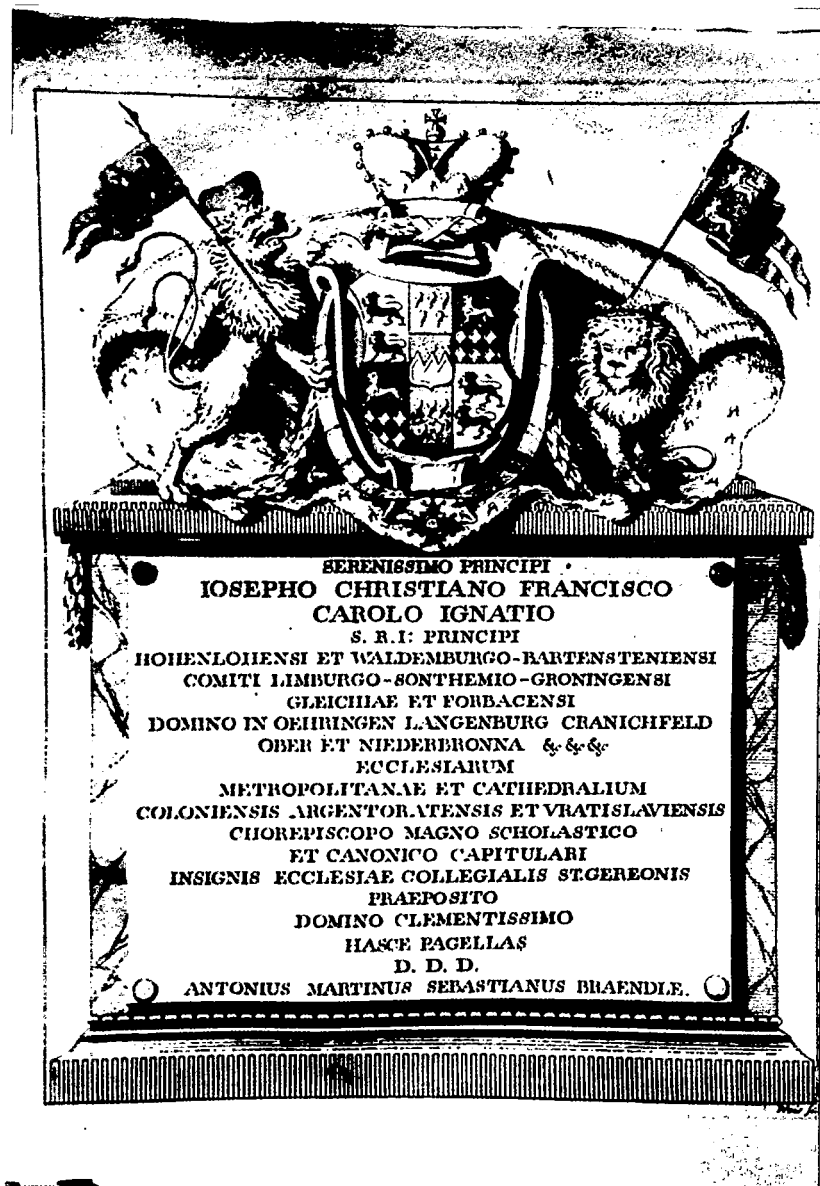 SERENISSIMO PRINCIPI
IOSEPHO CHRISTIANO FRANCISCO
CAROLO IGNATIO
S. R. I: PRINCIPI
HOHENLOHENSI ET WALDEMBURGO-BARTENSTENIENSI
COMITI LIMBURGO-SONTHEMIO-GRONINGENSI
GLEICHIAE ET FORBACENSI
DOMINO IN OEHRINGEN LANGENBURG CRANICHFELD
OBER ET NIEDERBRONNA &c &c &c
ECCLESIARUM
METROPOLITANAE ET CATHEDRALIUM
COLONIENSIS ARGENTORATENSIS ET VRATISLAVIENSIS
CHOREPISCOPO MAGNO SCHOLASTICO
ET CANONICO CAPITULARI
INSIGNIS ECCLESIAE COLLEGIALIS ST. GEREONIS
PRAEPOSITO
DOMINO CLEMENTISSIMO
HASCE PAGELLAS
D. D. D.
ANTONIUS MARTINUS SEBASTIANUS BRAENDLE.